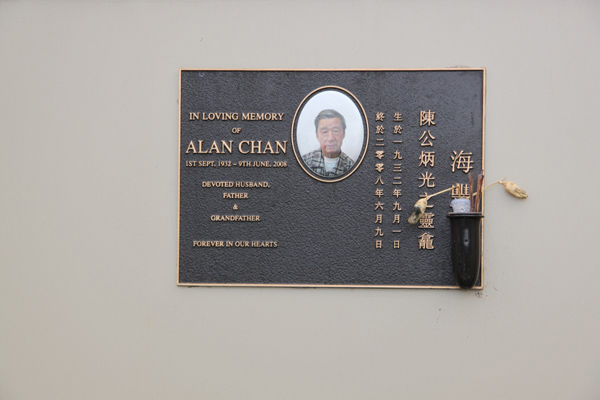 IN LOVING MEMORY
OF
ALAN CHAN
1ST SEPT. 1932 – 9TH JUNE, 2008
DEVOTED HUSBAND,
FATHER
&
GRANDFATHER
FOREVER IN OUR HEARTS
海豐
陳公炳光之靈龕
生於一九三二年九月一日
終於二零零八年六月九日